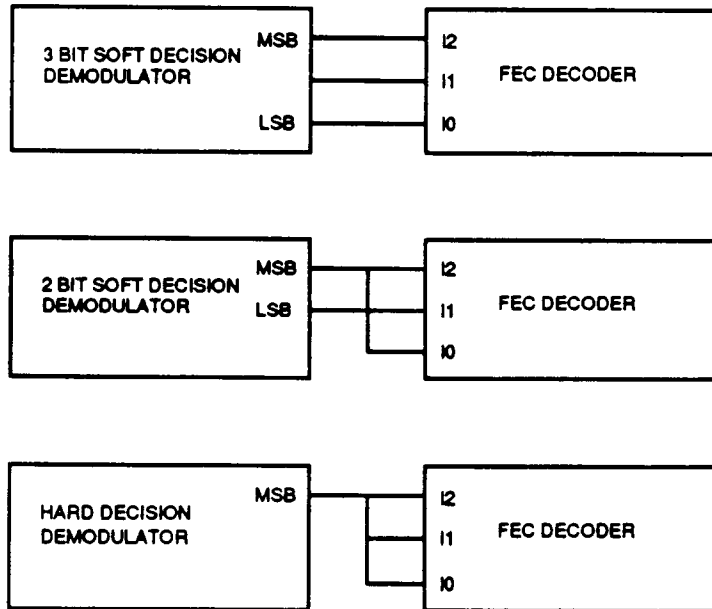 3 BIT SOFT DECISION
DEMODULATOR
MSB
LSB
I2
I1
I0
FEC DECODER
2 BIT SOFT DECISION
DEMODULATOR
MSB
LSB
I2
I1
I0
FEC DECODER
HARD DECISION
DEMODULATOR
MSB
I2
I1
I0
FEC DECODER